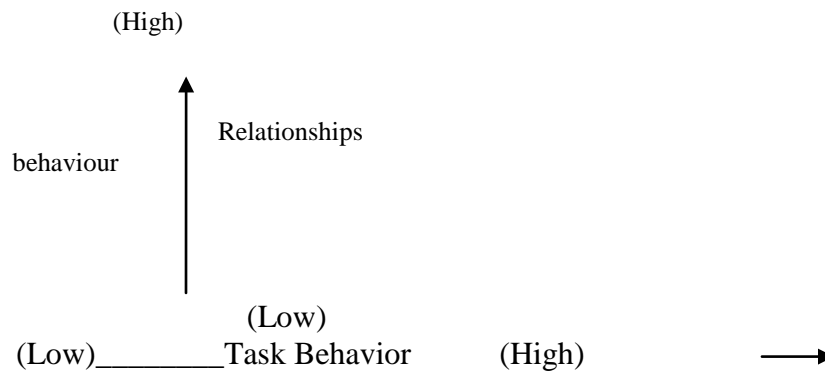 (High)
Relationships
behaviour
(Low)
(Low)________Task Behavior (High)